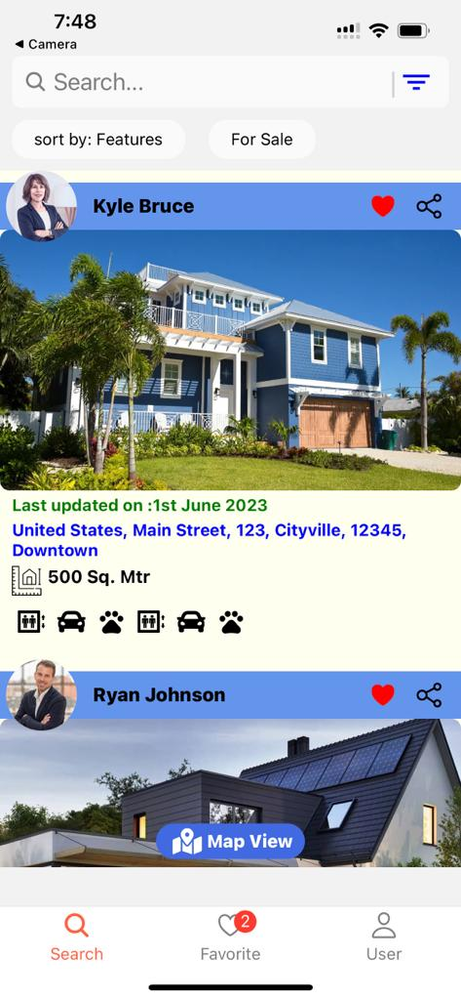 7:48
◀ Camera
Search...
sort by: Features
For Sale
Kyle Bruce
Last updated on :1st June 2023
United States, Main Street, 123, Cityville, 12345,
Downtown
500 Sq. Mtr
Ryan Johnson
Map View
2
Search
Favorite
User